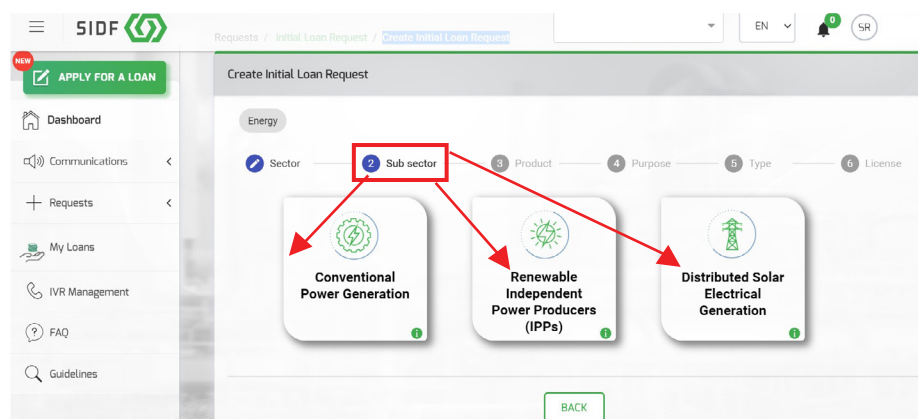 SIDF
Requests / Initial Loan Request / Create Initial Loan Request
EN
0
SR
NEW
APPLY FOR A LOAN
Create Initial Loan Request
Dashboard
Energy
Communications
Sector
2 Sub sector
3 Product
4 Purpose
5 Type
6 License
Requests
My Loans
IVR Management
FAQ
Guidelines
Conventional
Power Generation
Renewable
Independent
Power Producers
(IPPs)
Distributed Solar
Electrical
Generation
BACK